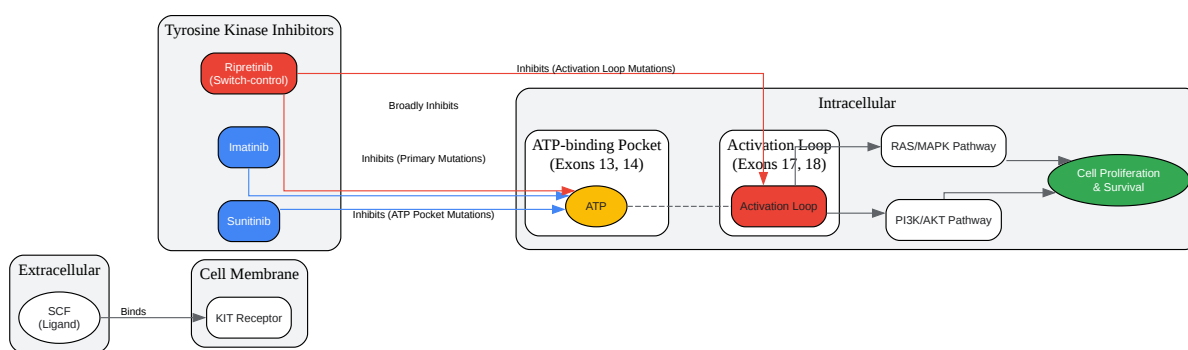 Tyrosine Kinase Inhibitors
Ripretinib
(Switch-control)
Imatinib
Sunitinib
Inhibits (Activation Loop Mutations)
Broadly Inhibits
Inhibits (Primary Mutations)
Inhibits (ATP Pocket Mutations)
Intracellular
ATP-binding Pocket
(Exons 13, 14)
ATP
Activation Loop
(Exons 17, 18)
Activation Loop
RAS/MAPK Pathway
PI3K/AKT Pathway
Cell Proliferation
& Survival
Extracellular
SCF
(Ligand)
Binds
Cell Membrane
KIT Receptor